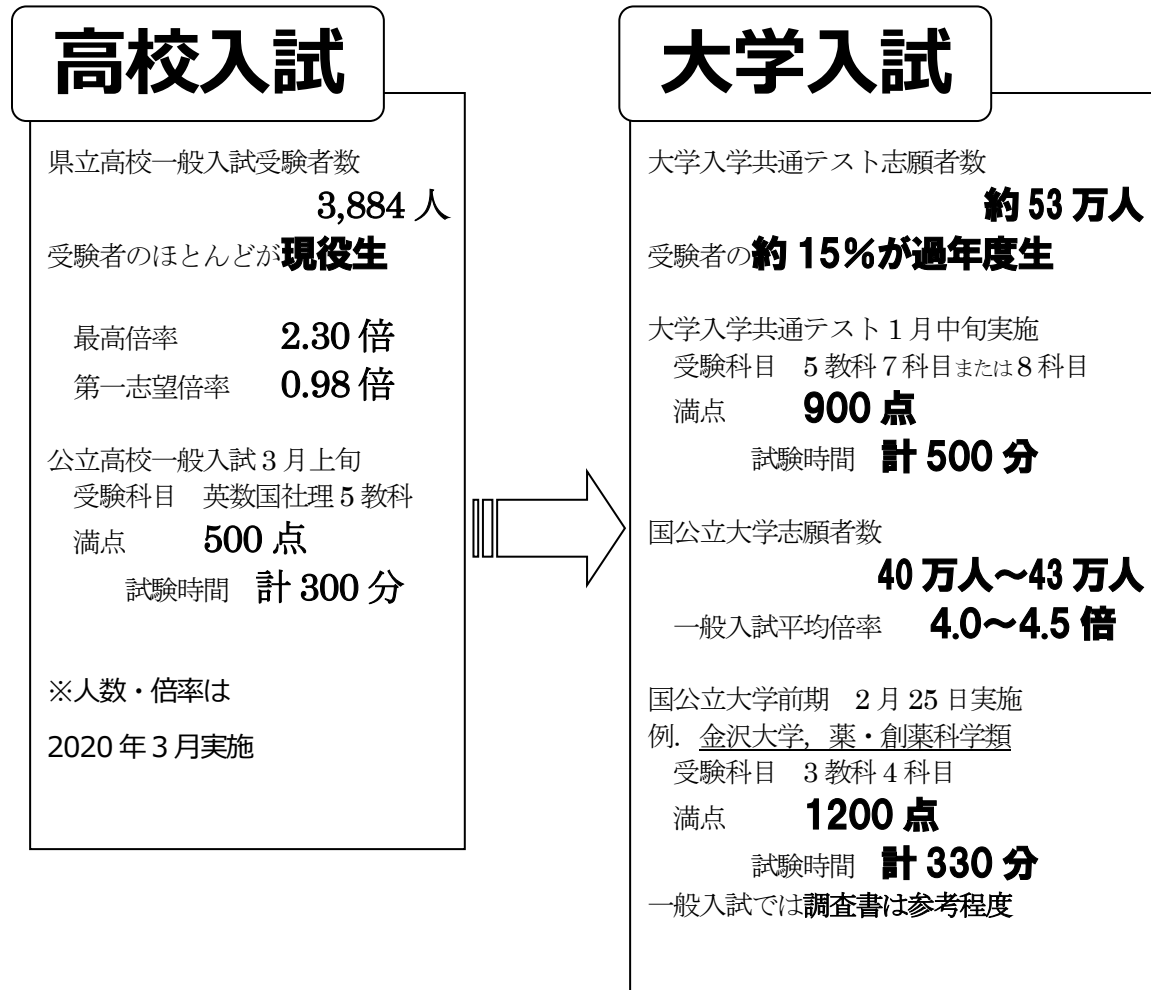 高校入試
県立高校一般入試受験者数
3,884 人
受験者のほとんどが現役生
最高倍率 2.30 倍
第一志望倍率 0.98 倍
公立高校一般入試3月上旬
受験科目 英数国社理5教科
満点 500 点
試験時間 計 300 分
※人数・倍率は
2020 年3月実施
大学入試
大学入学共通テスト志願者数
約 53 万人
受験者の約 15%が過年度生
大学入学共通テスト1月中旬実施
受験科目 5教科7科目または8科目
満点 900 点
試験時間 計 500 分
国公立大学志願者数
40 万人～43 万人
一般入試平均倍率 4.0～4.5 倍
国公立大学前期 2月 25 日実施
例. 金沢大学, 薬・創薬科学類
受験科目 3教科4科目
満点 1200 点
試験時間 計 330 分
一般入試では調査書は参考程度